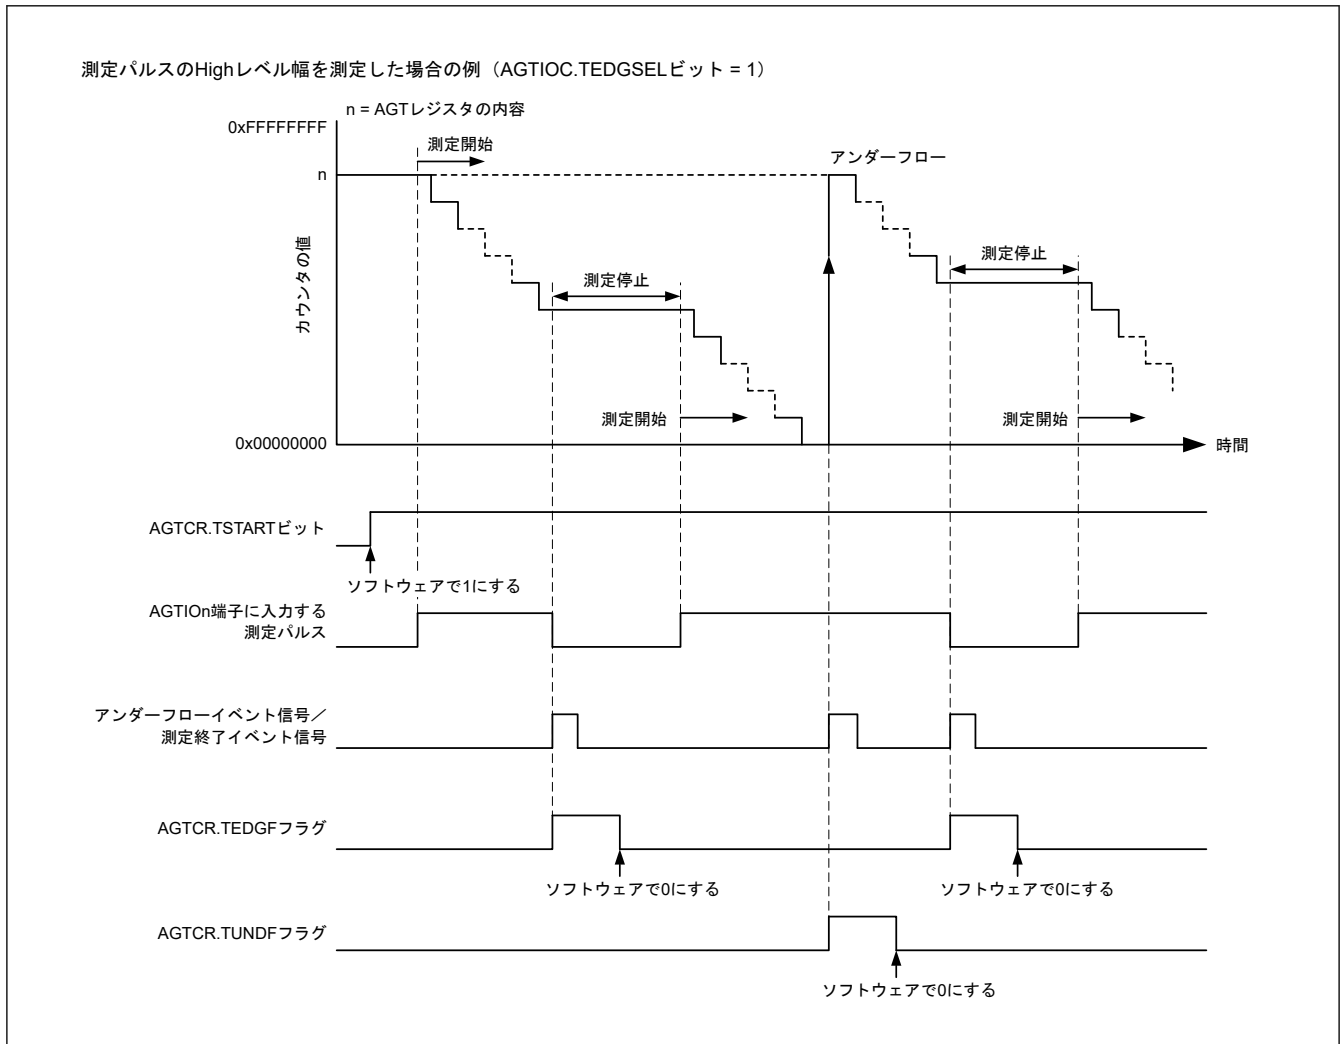 測定パルスのHighレベル幅を測定した場合の例（AGTIOC.TEDGSELビット = 1）
n = AGTレジスタの内容
0xFFFFFFFF
測定開始
アンダーフロー
n
測定停止
測定停止
カウンタの値
測定開始
測定開始
0x00000000
時間
AGTCR.TSTARTビット
ソフトウェアで1にする
AGTIOn端子に入力する
測定パルス
アンダーフローイベント信号／
測定終了イベント信号
AGTCR.TEDGFフラグ
ソフトウェアで0にする
ソフトウェアで0にする
AGTCR.TUNDFフラグ
ソフトウェアで0にする